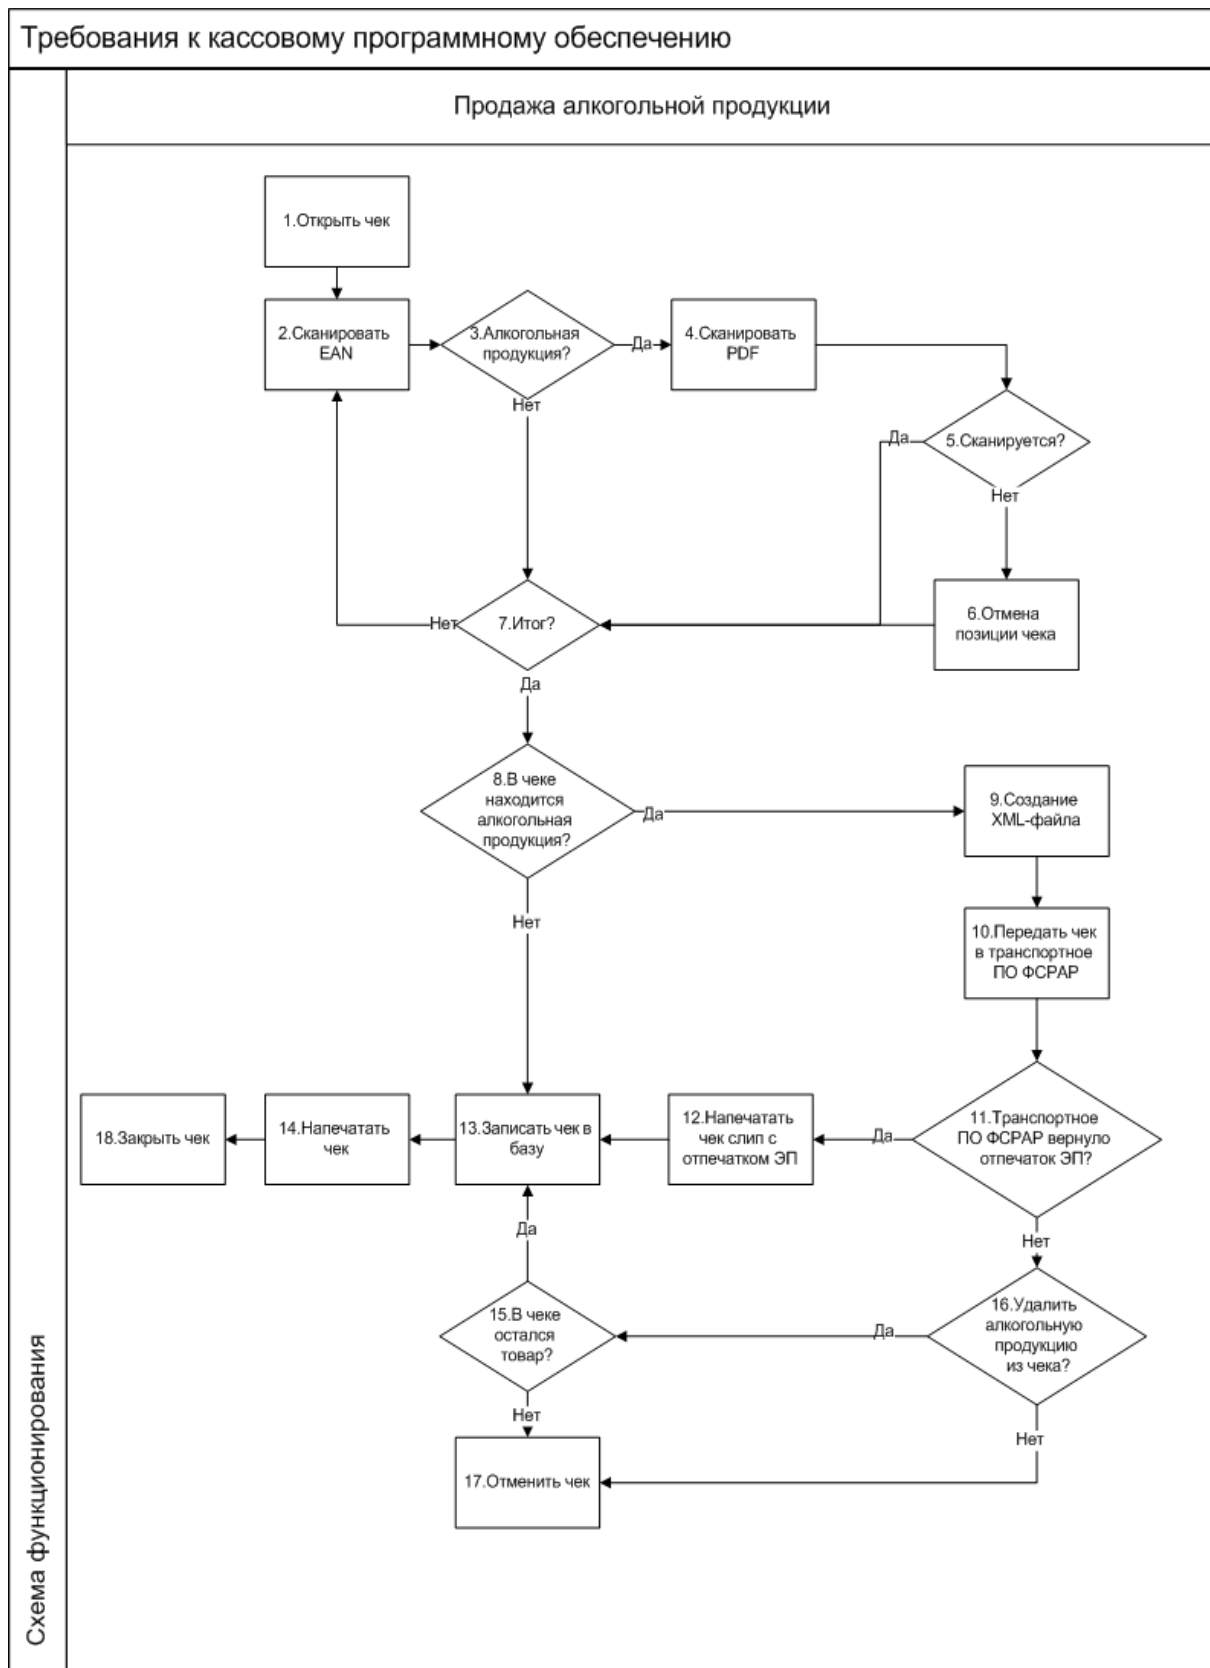 Требования к кассовому программному обеспечению
Продажа алкогольной продукции
1.Открыть чек
2.Сканировать
EAN
3.Алкогольная
продукция?
Да
4.Сканировать
PDF
Нет
Да
5.Сканируется?
Нет
6.Отмена
позиции чека
Нет
7.Итог?
Да
8.В чеке
находится
алкогольная
продукция?
Да
9.Создание
XML-файла
Нет
10.Передать чек
в транспортное
ПО ФСРАР
18.Закрыть чек
14.Напечатать
чек
13.Записать чек в
базу
12.Напечатать
чек слип с
отпечатком ЭП
Да
11.Транспортное
ПО ФСРАР вернуло
отпечаток ЭП?
Да
Нет
15.В чеке
остался
товар?
Да
16.Удалить
алкогольную
продукцию
из чека?
Нет
Нет
17.Отменить чек
Схема функционирования